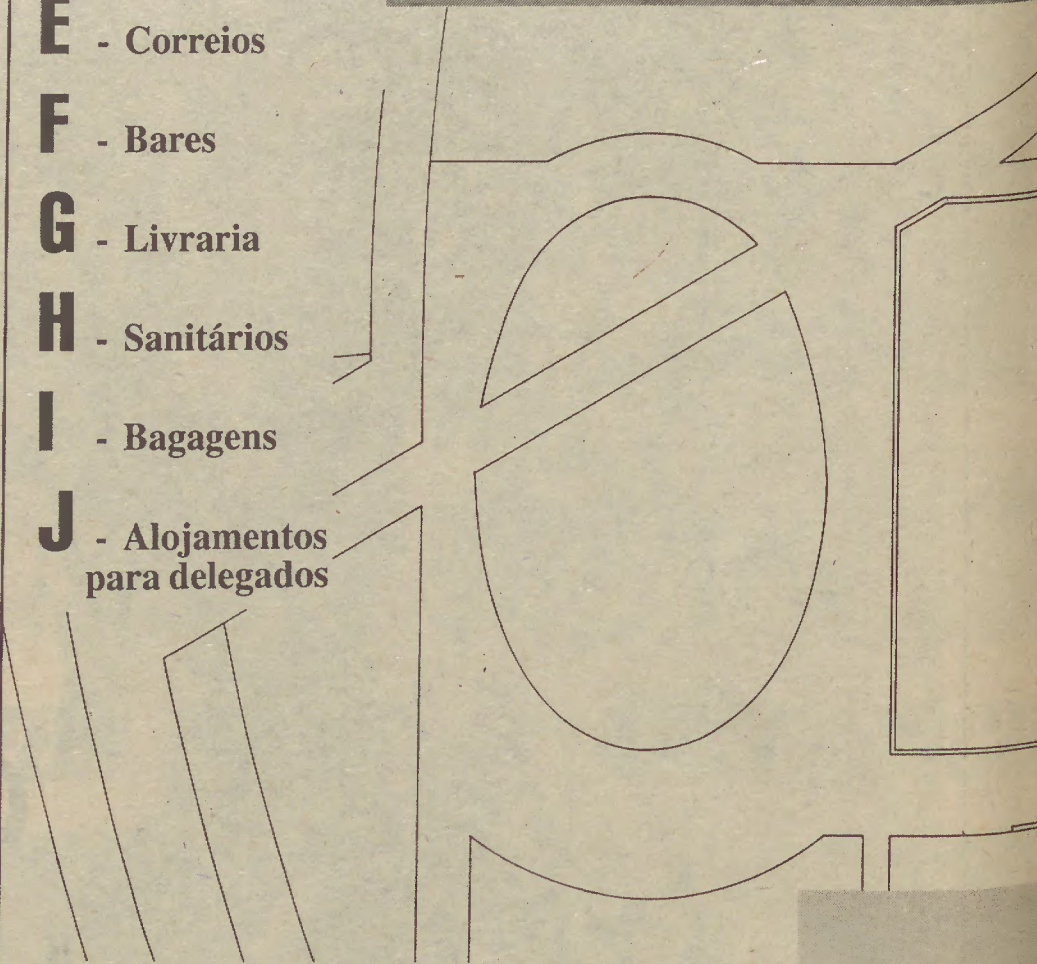 E - Correios
F - Bares
G - Livraria
H - Sanitários
I - Bagagens
J - Alojamentos
para delegados